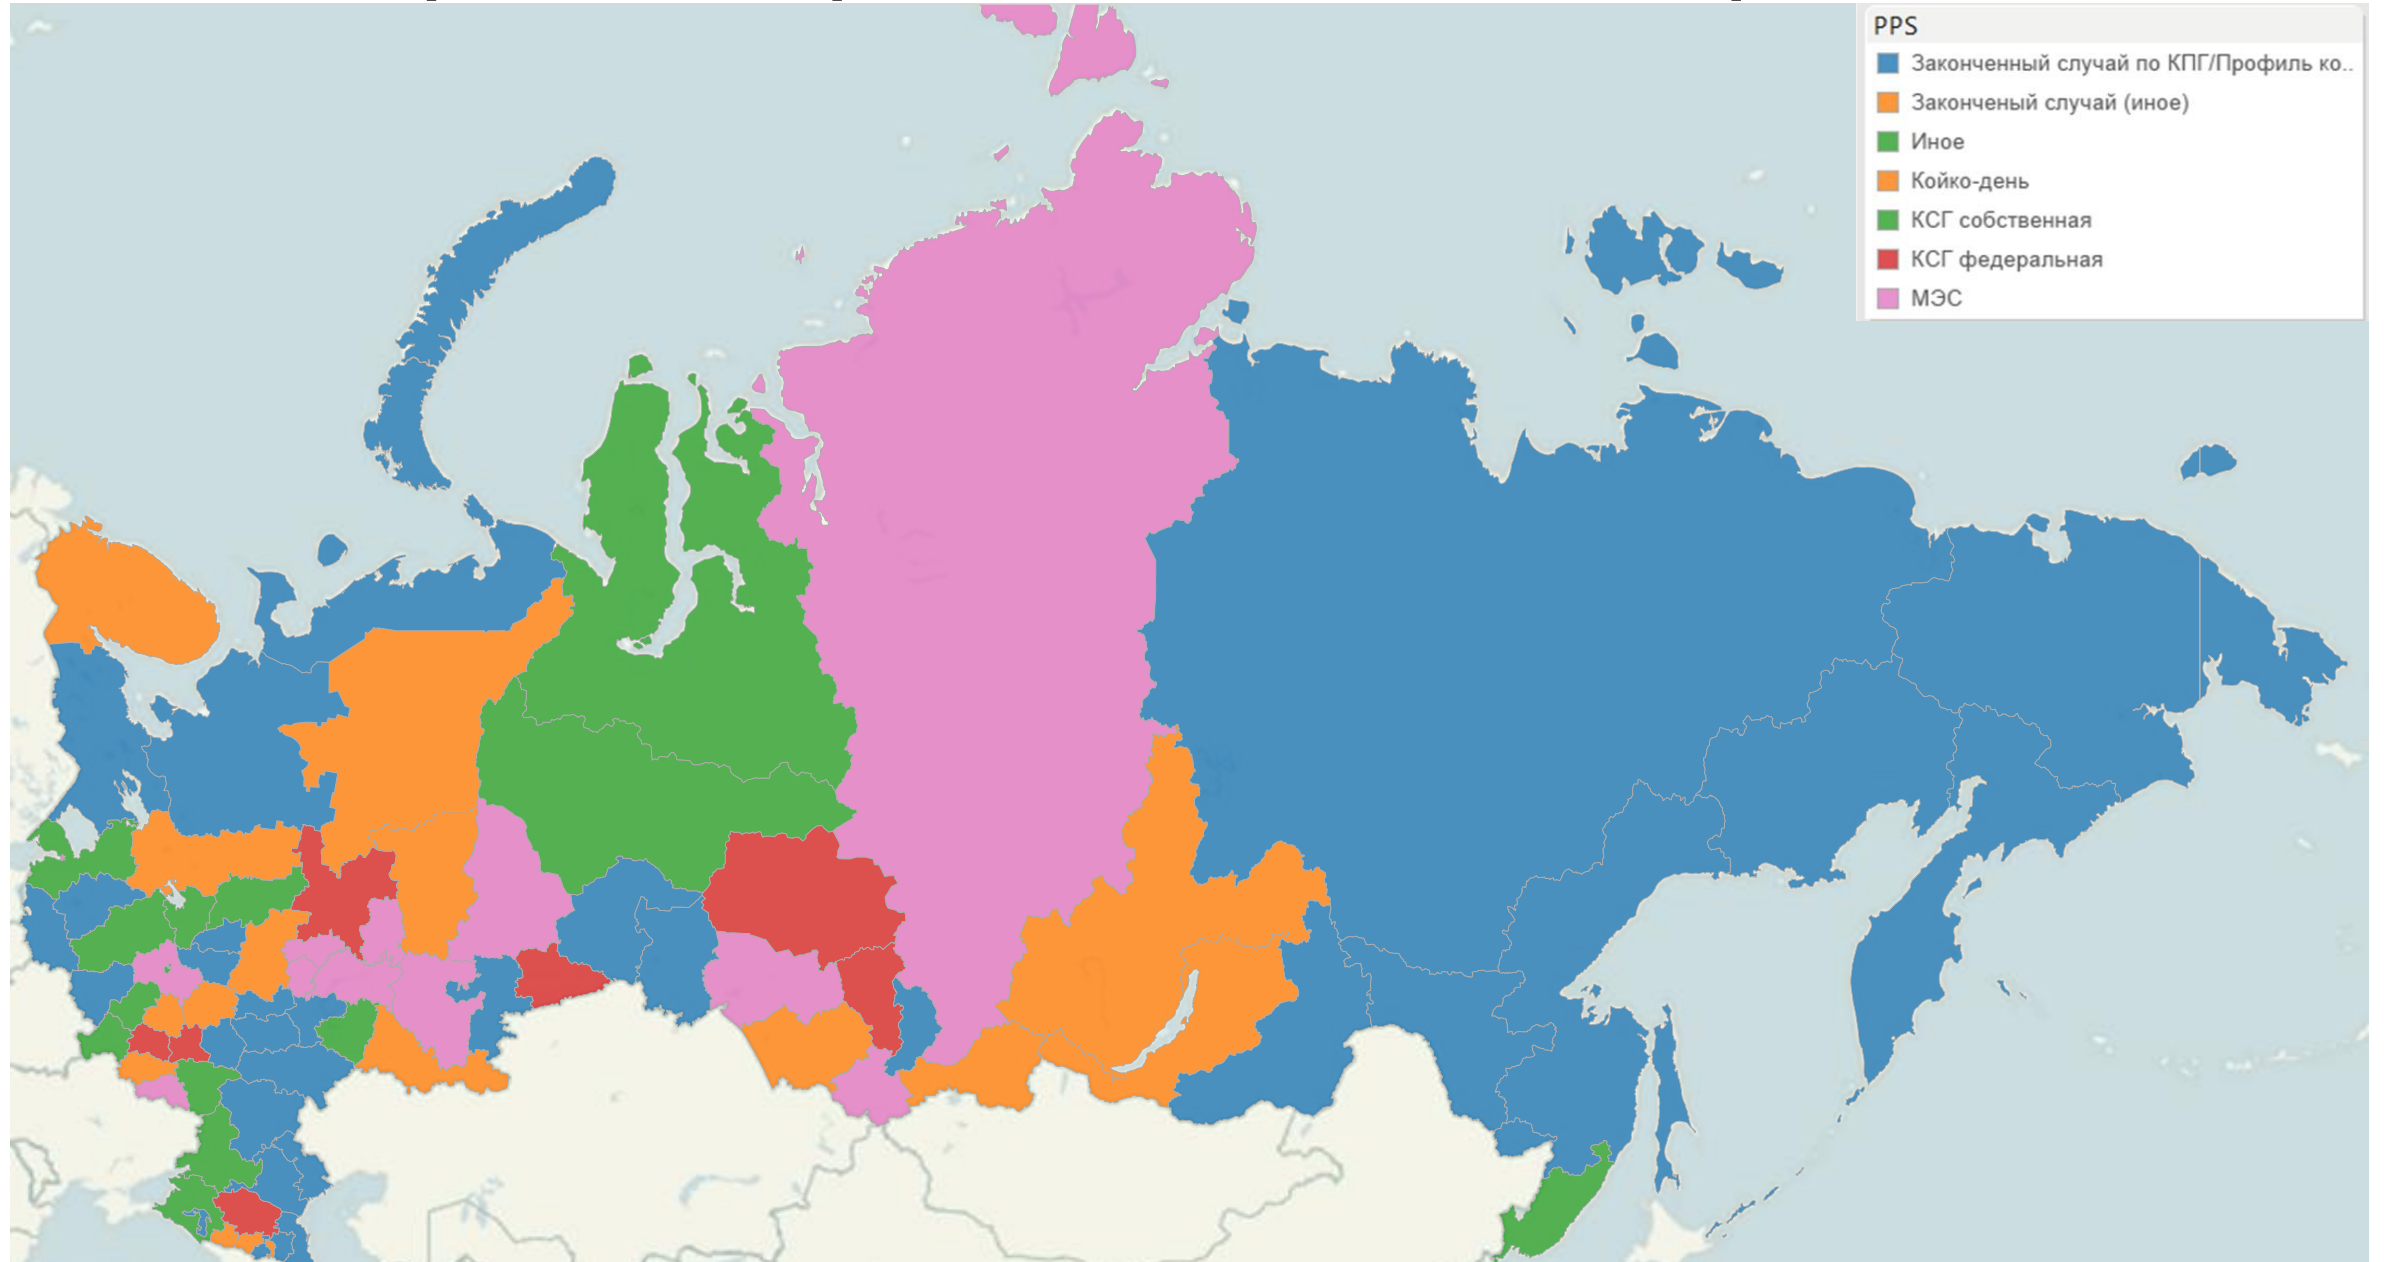 PPS
Законченный случай по КПГ/Профиль ко..
Законченый случай (иное)
Иное
Койко-день
КСГ собственная
КСГ федеральная
МЭС